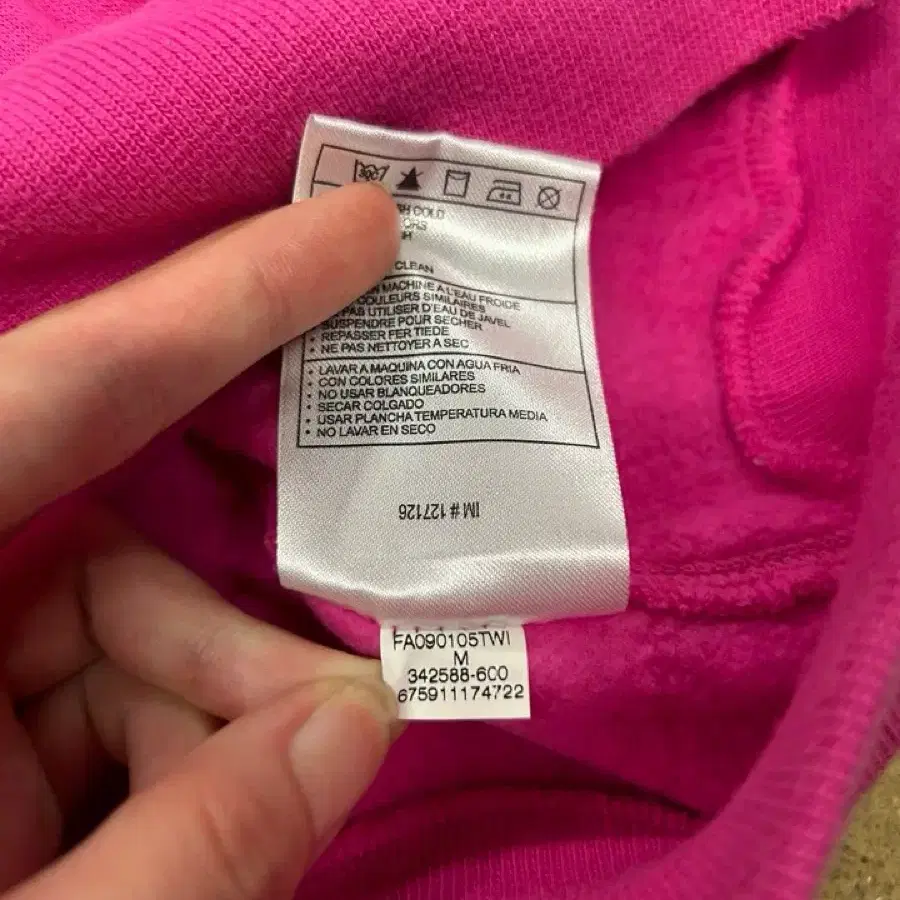 COLD
CLEAN
MACHINE A L'EAU FROIDE
COULEURS SIMILAIRES
PAS UTILISER D'EAU DE JAVEL
SUSPENDRE POUR SECHER
• REPASSER FER TIEDE
• NE PAS NETTOYER A SEC
• LAVAR A MAQUINA CON AGUA FRIA
• CON COLORES SIMILARES
• NO USAR BLANQUEADORES
• SECAR COLGADO
• USAR PLANCHA TEMPERATURA MEDIA
• NO LAVAR EN SECO
IM # 127126
FA090105TWI
M
342588-600
675911174722